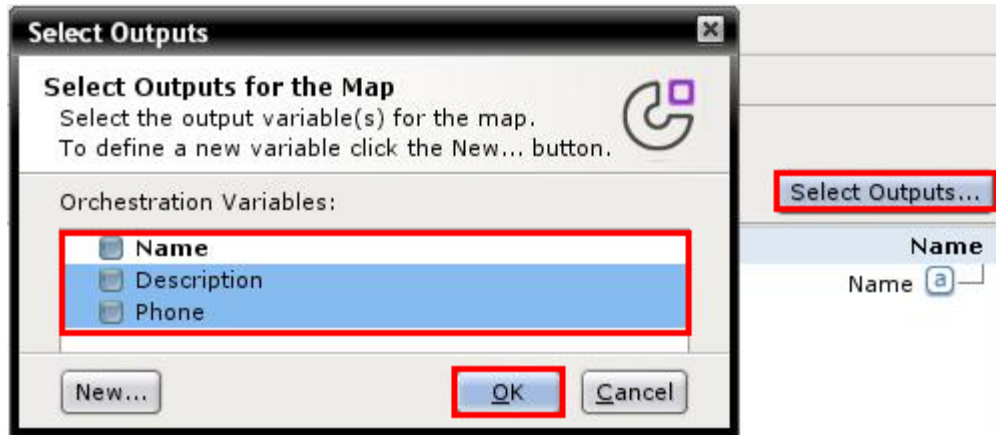 Select Outputs
Select Outputs for the Map
Select the output variable(s) for the map.
To define a new variable click the New... button.
Orchestration Variables:
Name
Description
Phone
New...
OK
Cancel
Select Outputs...
Name
Name a